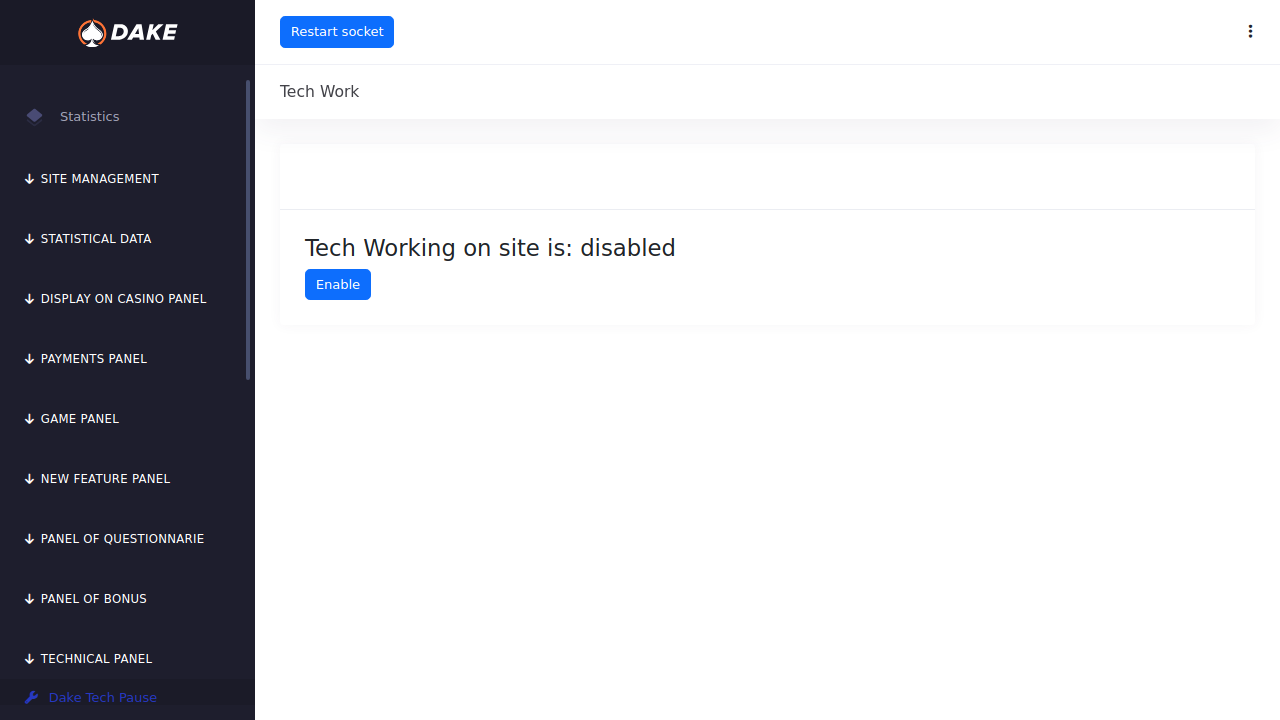 DAKE
Restart socket
Tech Work
Statistics
SITE MANAGEMENT
STATISTICAL DATA
DISPLAY ON CASINO PANEL
PAYMENTS PANEL
GAME PANEL
NEW FEATURE PANEL
PANEL OF QUESTIONNARIE
PANEL OF BONUS
TECHNICAL PANEL
Dake Tech Pause
Tech Working on site is: disabled
Enable